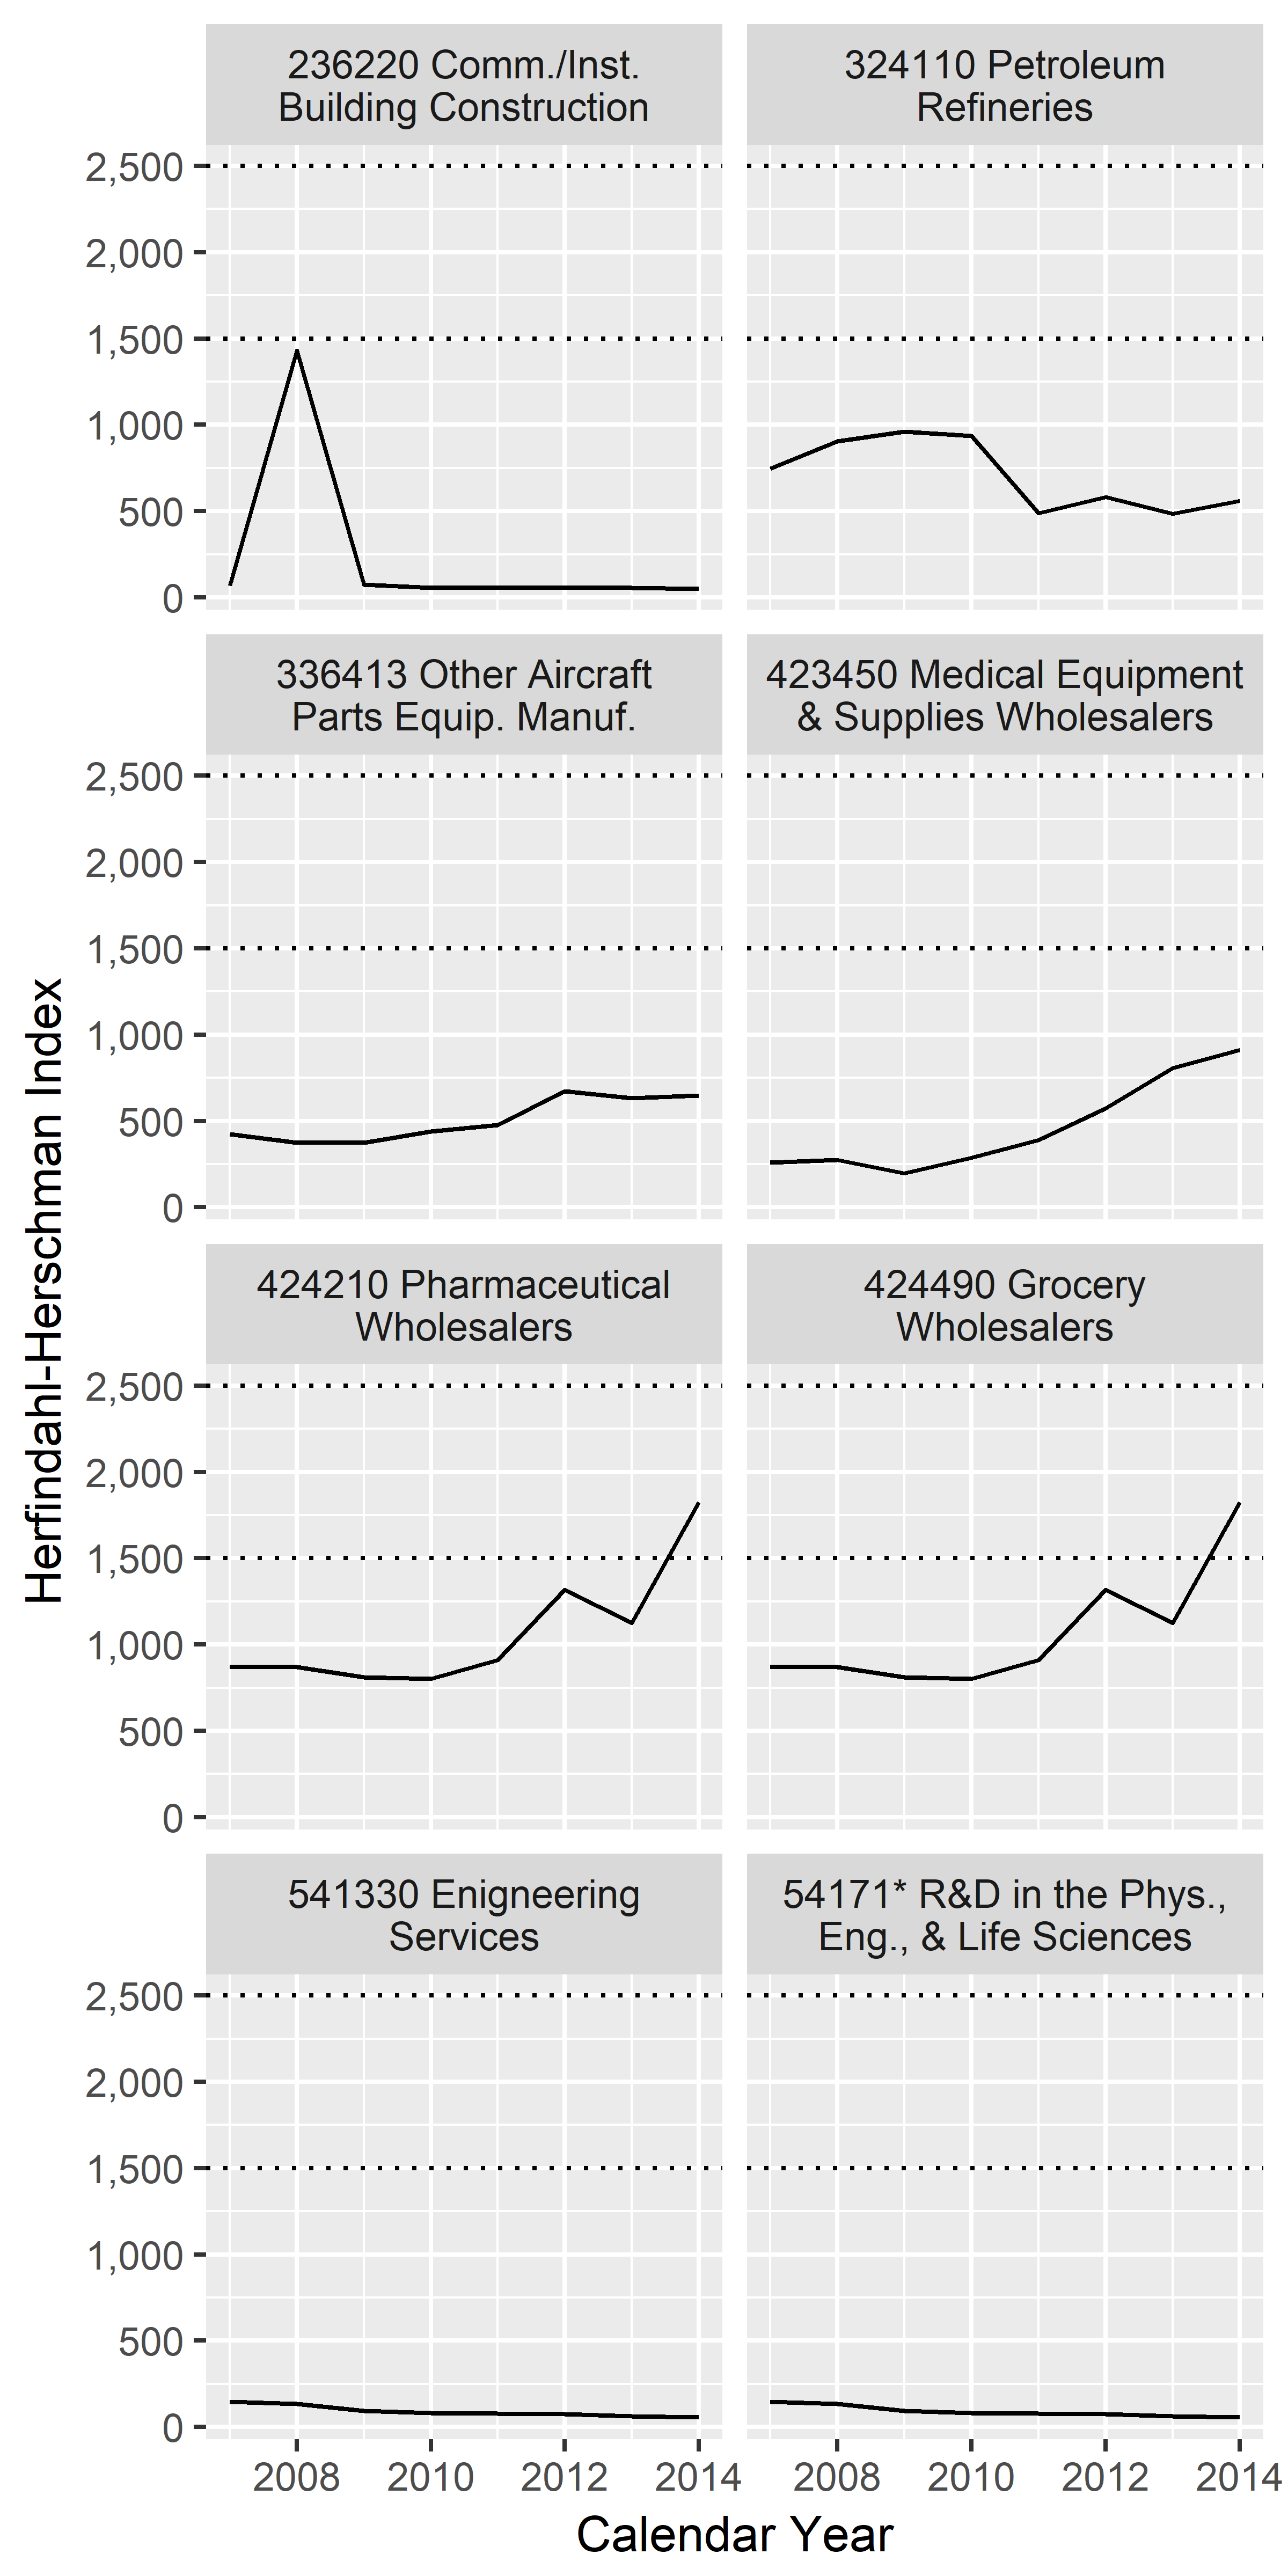 236220 Comm./Inst.
Building Construction
324110 Petroleum
Refineries
2,500
2,000
1,500
1,000
500
0
336413 Other Aircraft
Parts Equip. Manuf.
423450 Medical Equipment
& Supplies Wholesalers
2,500
2,000
1,500
1,000
500
0
424210 Pharmaceutical
Wholesalers
424490 Grocery
Wholesalers
2,500
2,000
1,500
1,000
500
0
541330 Enigneering
Services
54171* R&D in the Phys.,
Eng., & Life Sciences
2,500
2,000
1,500
1,000
500
0
2008 2010 2012 2014 2008 2010 2012 2014
Calendar Year
Herfindahl-Herschman Index